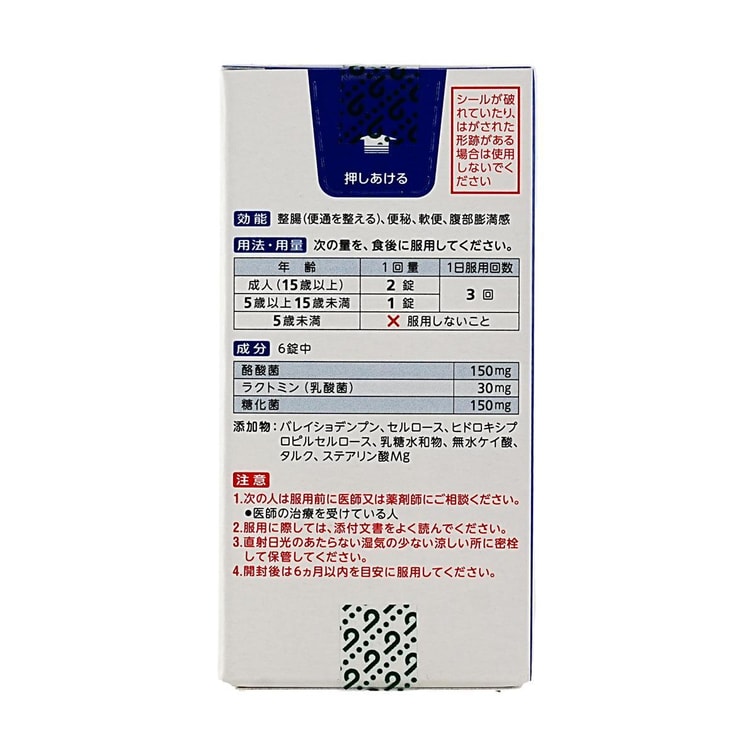 シールが破
れていたり、
はがされた
形跡がある
場合は使用
しないでく
ださい
押しあける
効能 整腸(便通を整える)、便秘、軟便、腹部膨満感
用法・用量 次の量を、食後に服用してください。
年 齢 1回量 1日服用回数
成人(15歳以上) 2錠 3回
5歳以上15歳未満 1錠
5歳未満 ×服用しないこと
成分 6錠中
酪酸菌 150mg
ラクトミン(乳酸菌) 30mg
糖化菌 150mg
添加物:バレイショデンプン、セルロース、ヒドロキシプ
ロピルセルロース、乳糖水和物、無水ケイ酸、
タルク、ステアリン酸Mg
注意
1.次の人は服用前に医師又は薬剤師にご相談ください。
●医師の治療を受けている人
2.服用に際しては、添付文書をよく読んでください。
3.直射日光のあたらない湿気の少ない涼しい所に密栓
して保管してください。
4.開封後は6ヵ月以内を目安に服用してください。